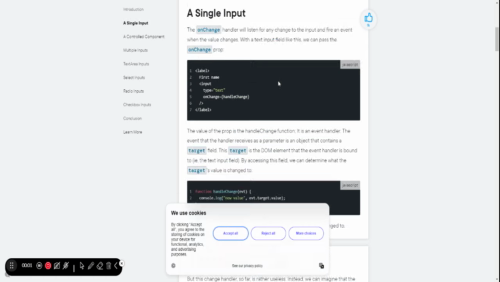 Introduction
A Single Input
A Controlled Component
Multiple Inputs
Textarea Inputs
Select Inputs
Radio Inputs
Checkbox Inputs
Conclusion
Learn More
A Single Input
The onChange handler will listen for any change to the input and fire an event
when the value changes. With a text input field like this, we can pass the
onChange prop:
JAVASCRIPT
1 <label>
2 First name
3 <input
4 type="text"
5 onChange={handleChange}
6 />
7 </label>
The value of the prop is the handleChange function. It is an event handler. The
event that the handler receives as a parameter is an object that contains a
target field. This target is the DOM element that the event handler is bound
to (ie. the text input field). By accessing this field, we can determine what the
target's value is changed to.
JAVASCRIPT
1 function handleChange(evt) {
2 console.log("new value", evt.target.value);
ged to.
We use cookies
By clicking "Accept
all", you agree to the
storing of cookies on
your device for
functional, analytics,
and advertising
purposes.
Accept all
Reject all
More choices
See our privacy policy
But this change handler, so far, is rather useless. Instead, we can imagine that the
00:01